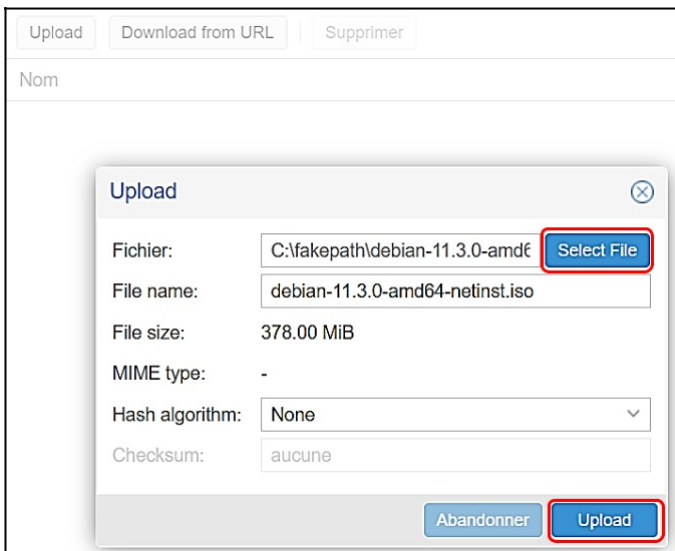 Upload Download from URL Supprimer
Nom
Upload
Fichier: C:\fakepath\debian-11.3.0-amd6 Select File
File name: debian-11.3.0-amd64-netinst.iso
File size: 378.00 MiB
MIME type: -
Hash algorithm: None
Checksum: aucune
Abandonner Upload